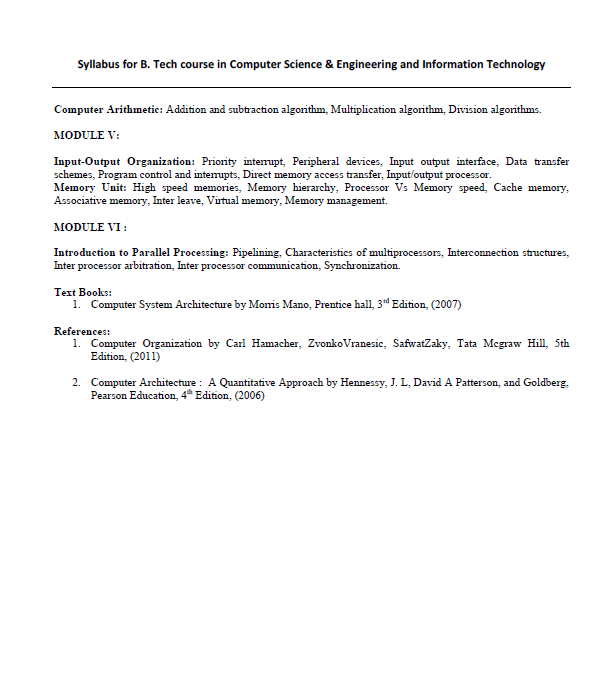 Syllabus for B. Tech course in Computer Science & Engineering and Information Technology
Computer Arithmetic: Addition and subtraction algorithm, Multiplication algorithm, Division algorithms.
MODULE V:
Input-Output Organization: Priority interrupt, Peripheral devices, Input output interface, Data transfer
schemes, Program control and interrupts, Direct memory access transfer, Input/output processor.
Memory Unit: High speed memories, Memory hierarchy, Processor Vs Memory speed, Cache memory,
Associative memory, Inter leave, Virtual memory, Memory management.
MODULE VI :
Introduction to Parallel Processing: Pipelining, Characteristics of multiprocessors, Interconnection structures,
Inter processor arbitration, Inter processor communication, Synchronization.
Text Books:
1. Computer System Architecture by Morris Mano, Prentice hall, 3rd Edition, (2007)
References:
1. Computer Organization by Carl Hamacher, ZvonkoVranesic, SafwatZaky, Tata Mcgraw Hill, 5th
Edition, (2011)
2. Computer Architecture : A Quantitative Approach by Hennessy, J. L, David A Patterson, and Goldberg,
Pearson Education, 4th Edition, (2006)